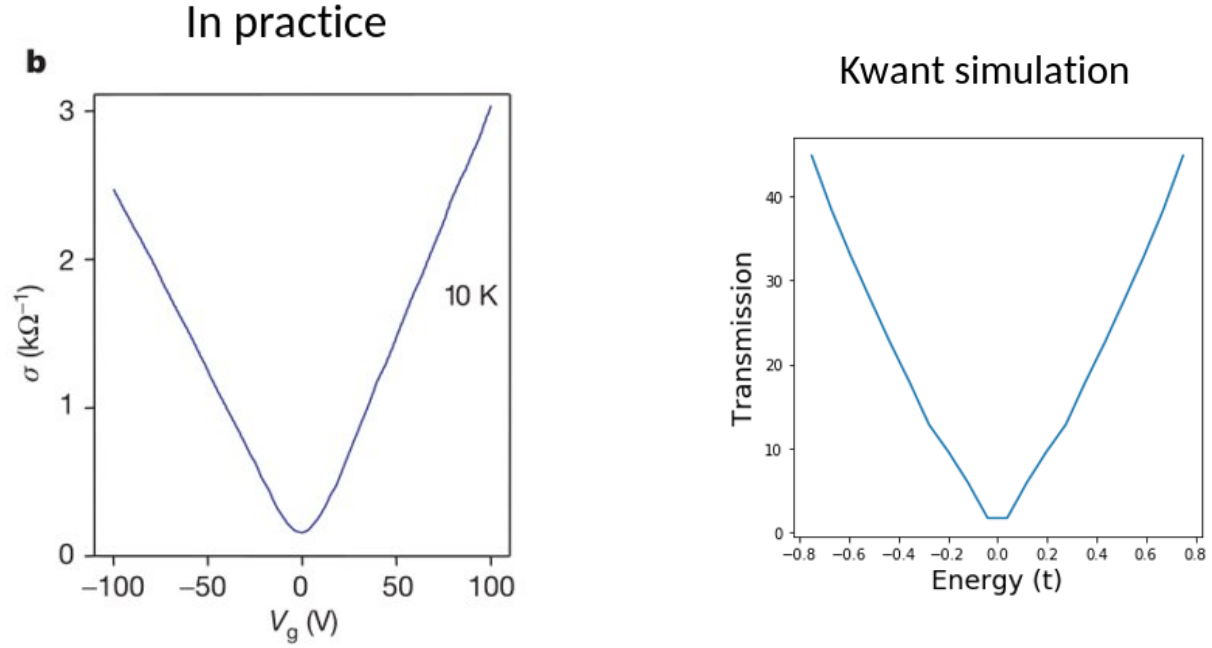 In practice
b
3
2
1
0
σ (kΩ⁻¹)
10 K
−100 −50 0 50 100
Vg (V)
Kwant simulation
40
30
20
10
0
Transmission
−0.8 −0.6 −0.4 −0.2 0.0 0.2 0.4 0.6 0.8
Energy (t)